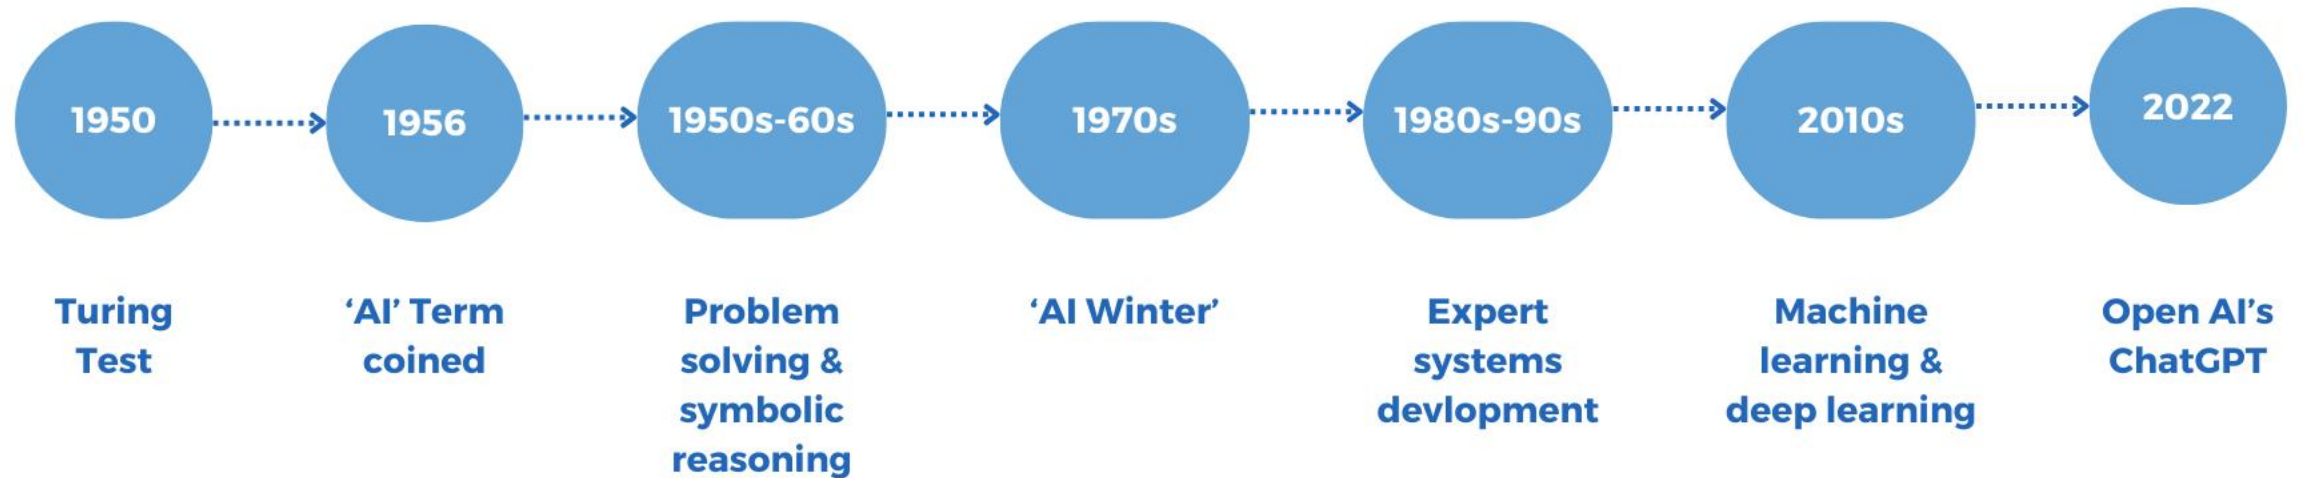 1950
1956
1950s-60s
1970s
1980s-90s
2010s
2022
Turing
Test
‘AI’ Term
coined
Problem
solving &
symbolic
reasoning
‘AI Winter’
Expert
systems
devlopment
Machine
learning &
deep learning
Open AI’s
ChatGPT